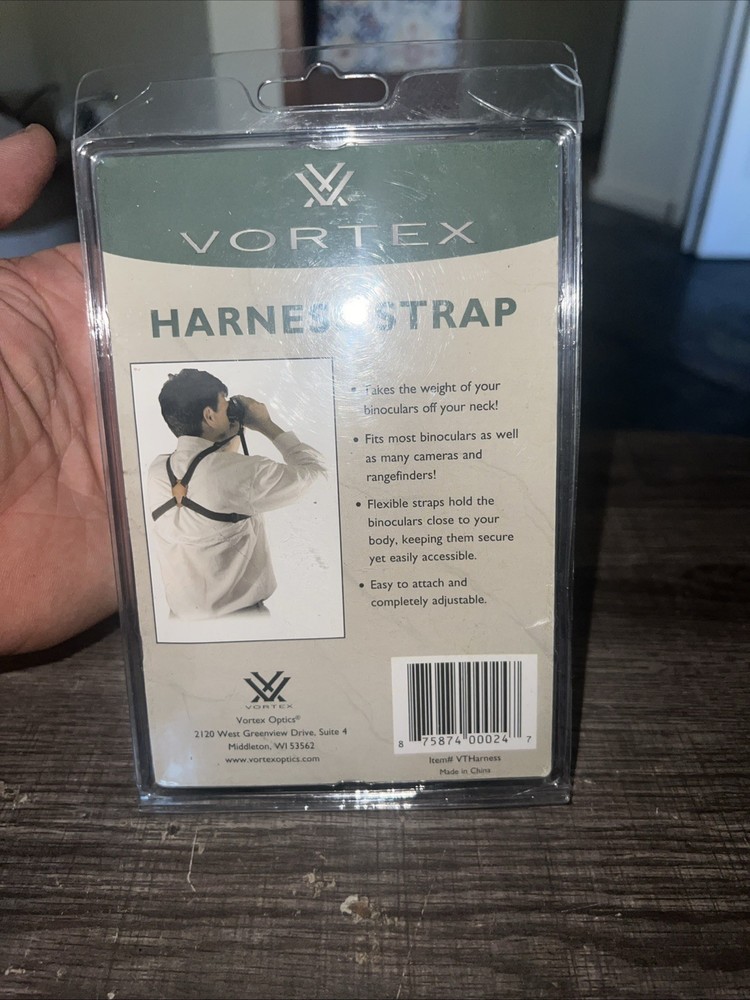 VORTEX
HARNESS STRAP
• Takes the weight of your
binoculars off your neck!
• Fits most binoculars as well
as many cameras and
rangefinders!
• Flexible straps hold the
binoculars close to your
body, keeping them secure
yet easily accessible.
• Easy to attach and
completely adjustable.
VORTEX
Vortex Optics®
2120 West Greenview Drive, Suite 4
Middleton, WI 53562
www.vortexoptics.com
8 75874 00024 7
Item# VTHarness
Made in China